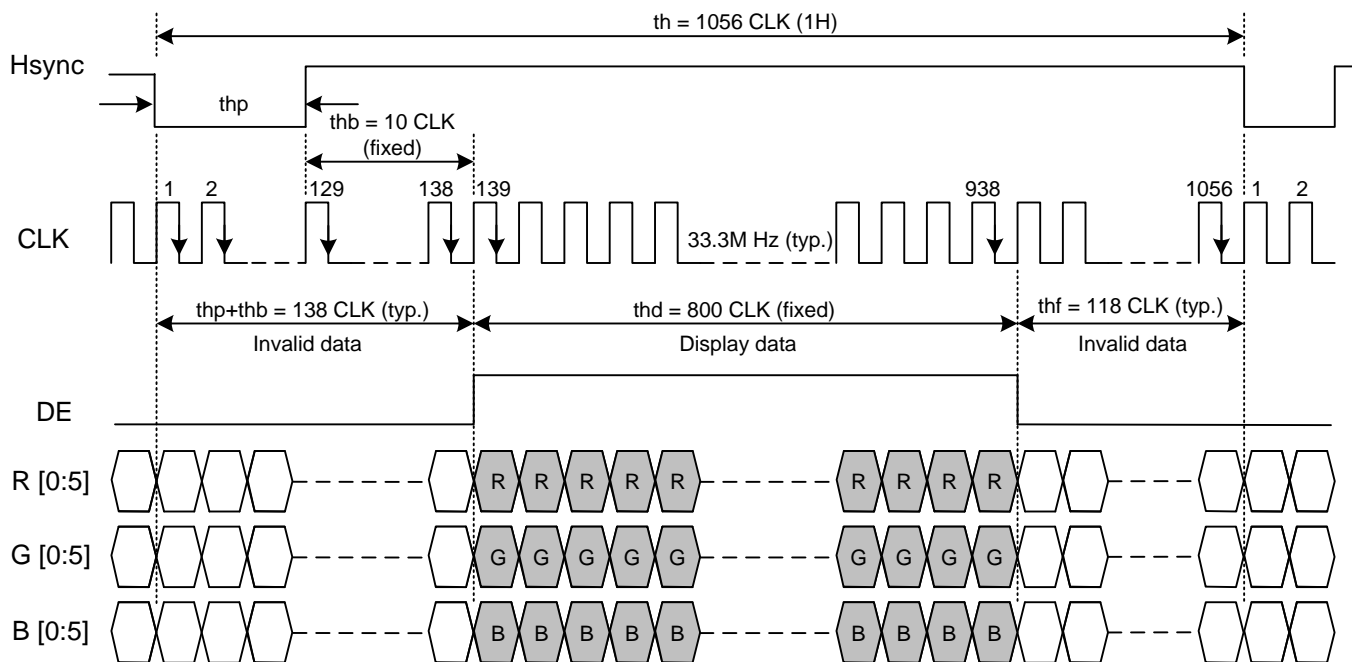 th = 1056 CLK (1H)
Hsync
thp
thb = 10 CLK
(fixed)
1 2 129 138 139 938 1056 1 2
CLK
33.3M Hz (typ.)
thp+thb = 138 CLK (typ.) thd = 800 CLK (fixed) thf = 118 CLK (typ.)
Invalid data Display data Invalid data
DE
R [0:5] R R R R R R R R R
G [0:5] G G G G G G G G G
B [0:5] B B B B B B B B B